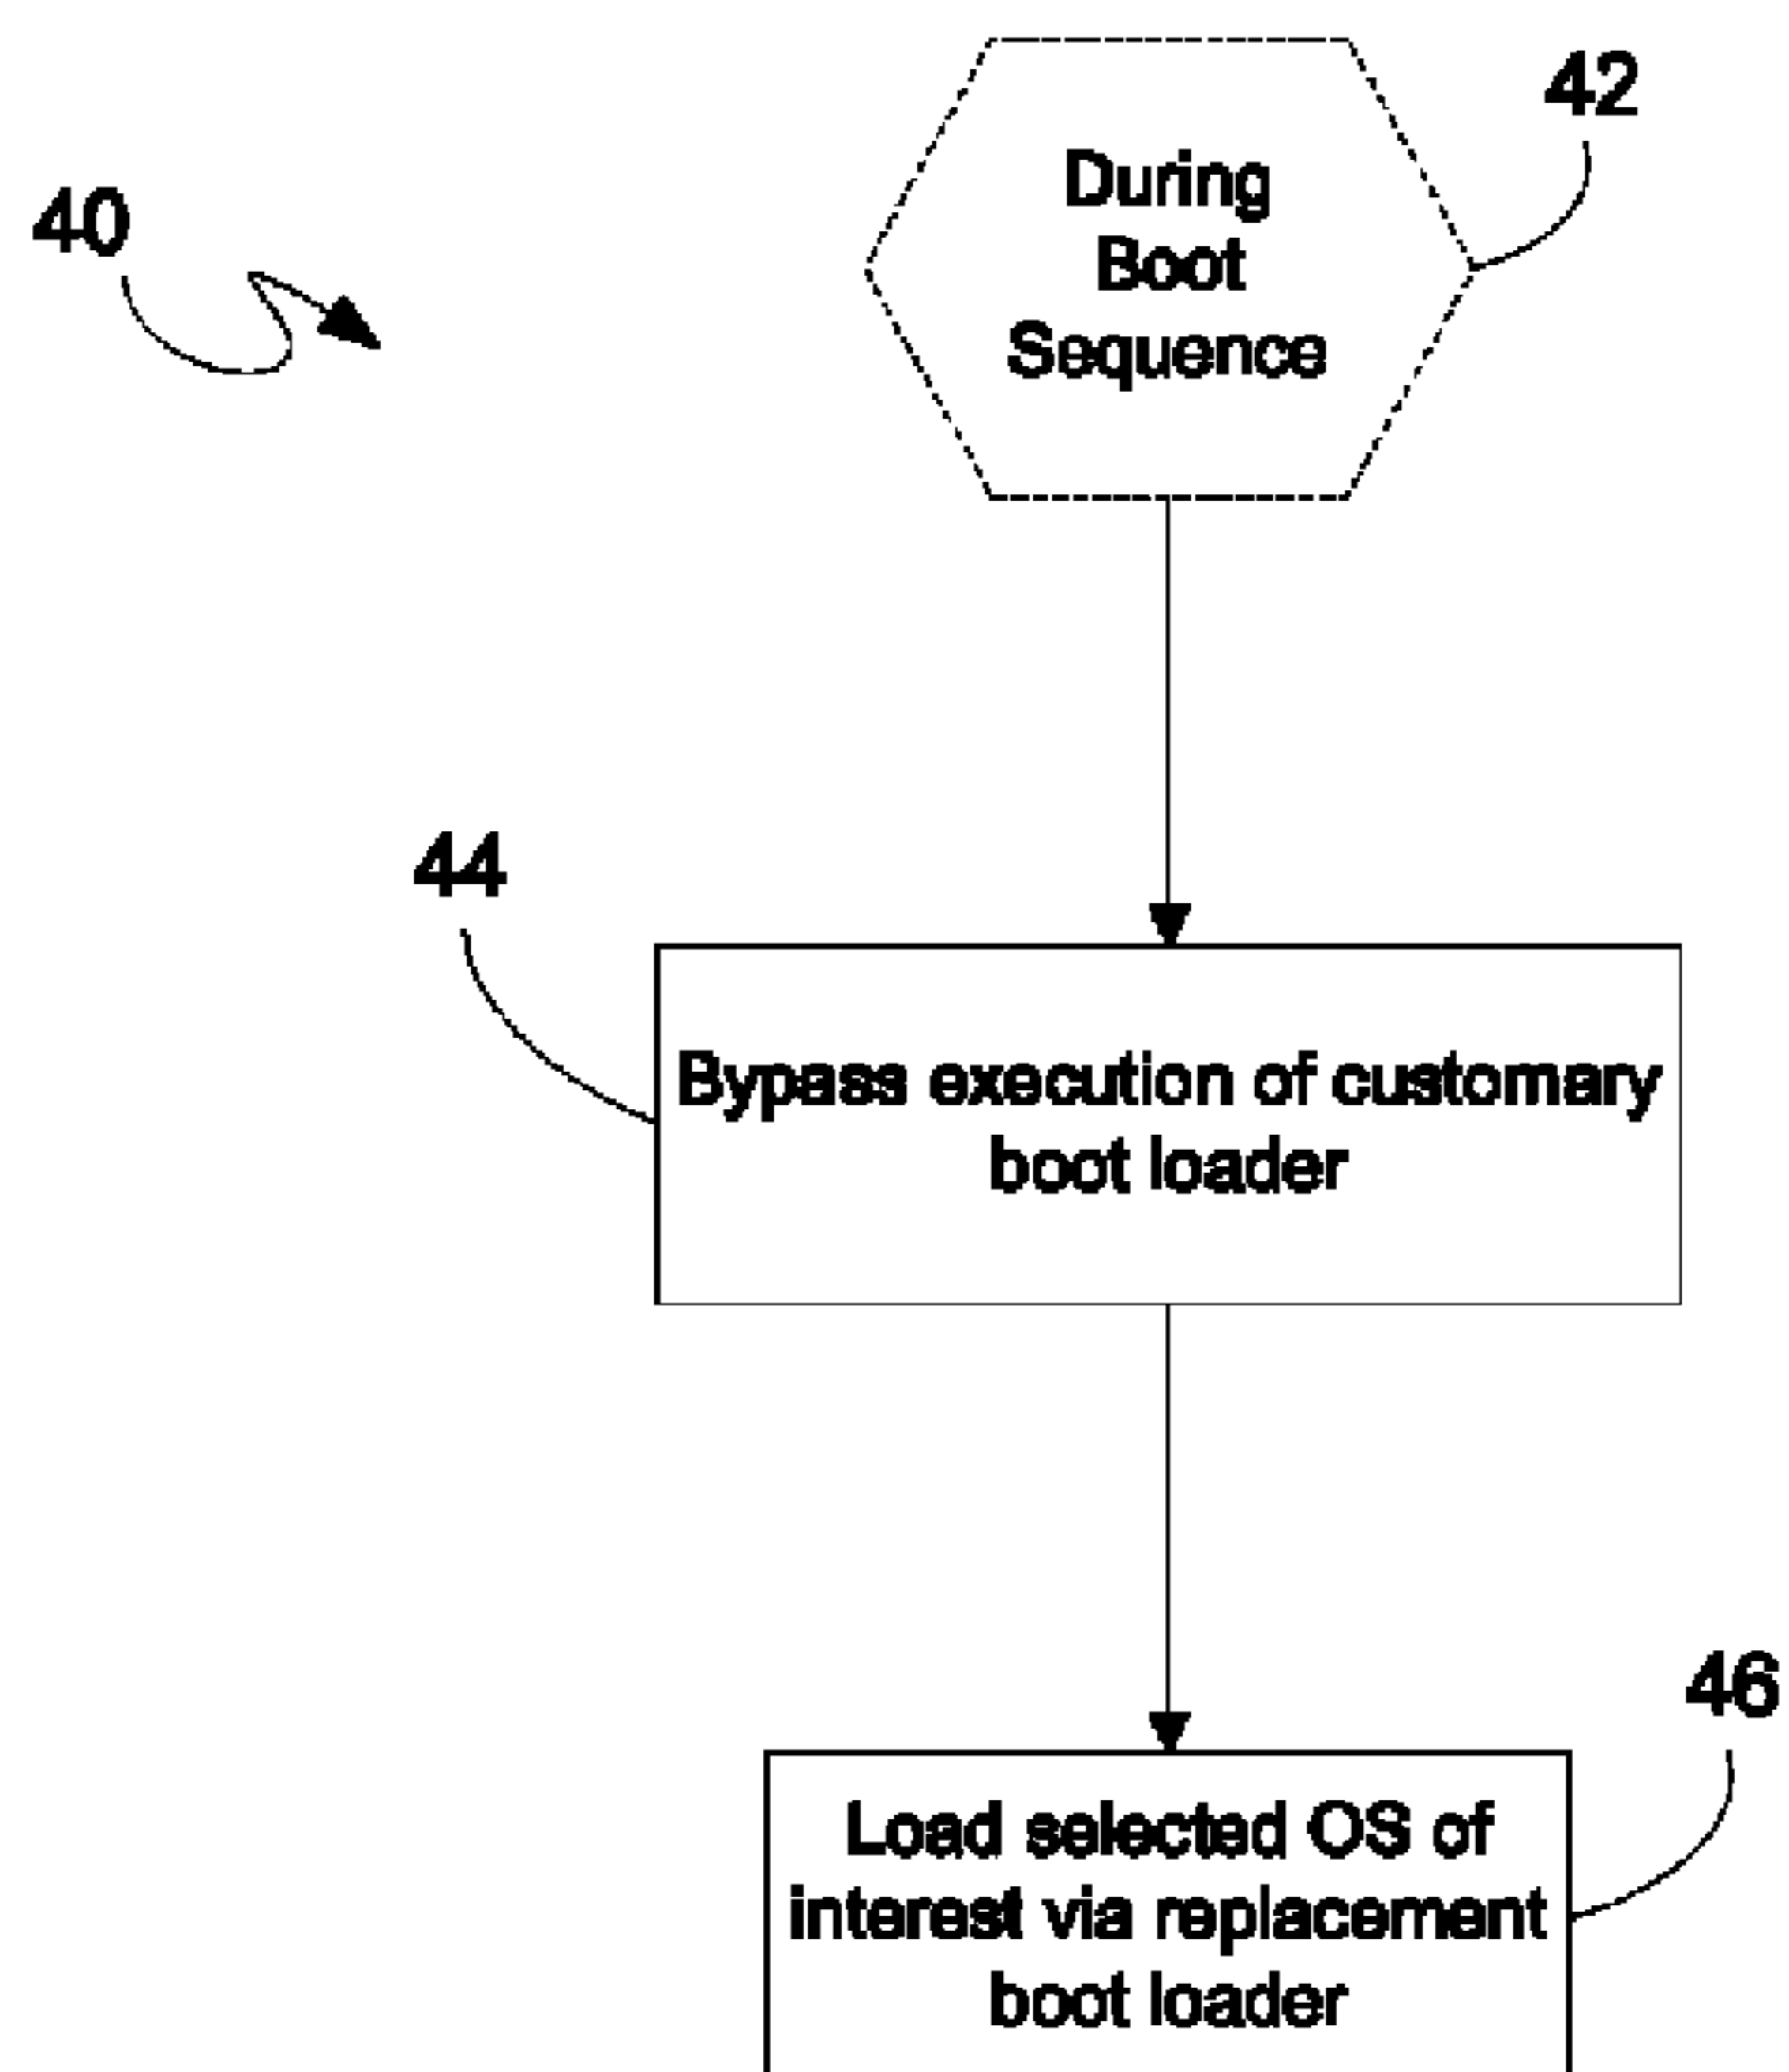 42
During
Boot
Sequence
40
44
Bypass execution of customary
boot loader
46
Load selected OS of
interest via replacement
boot loader